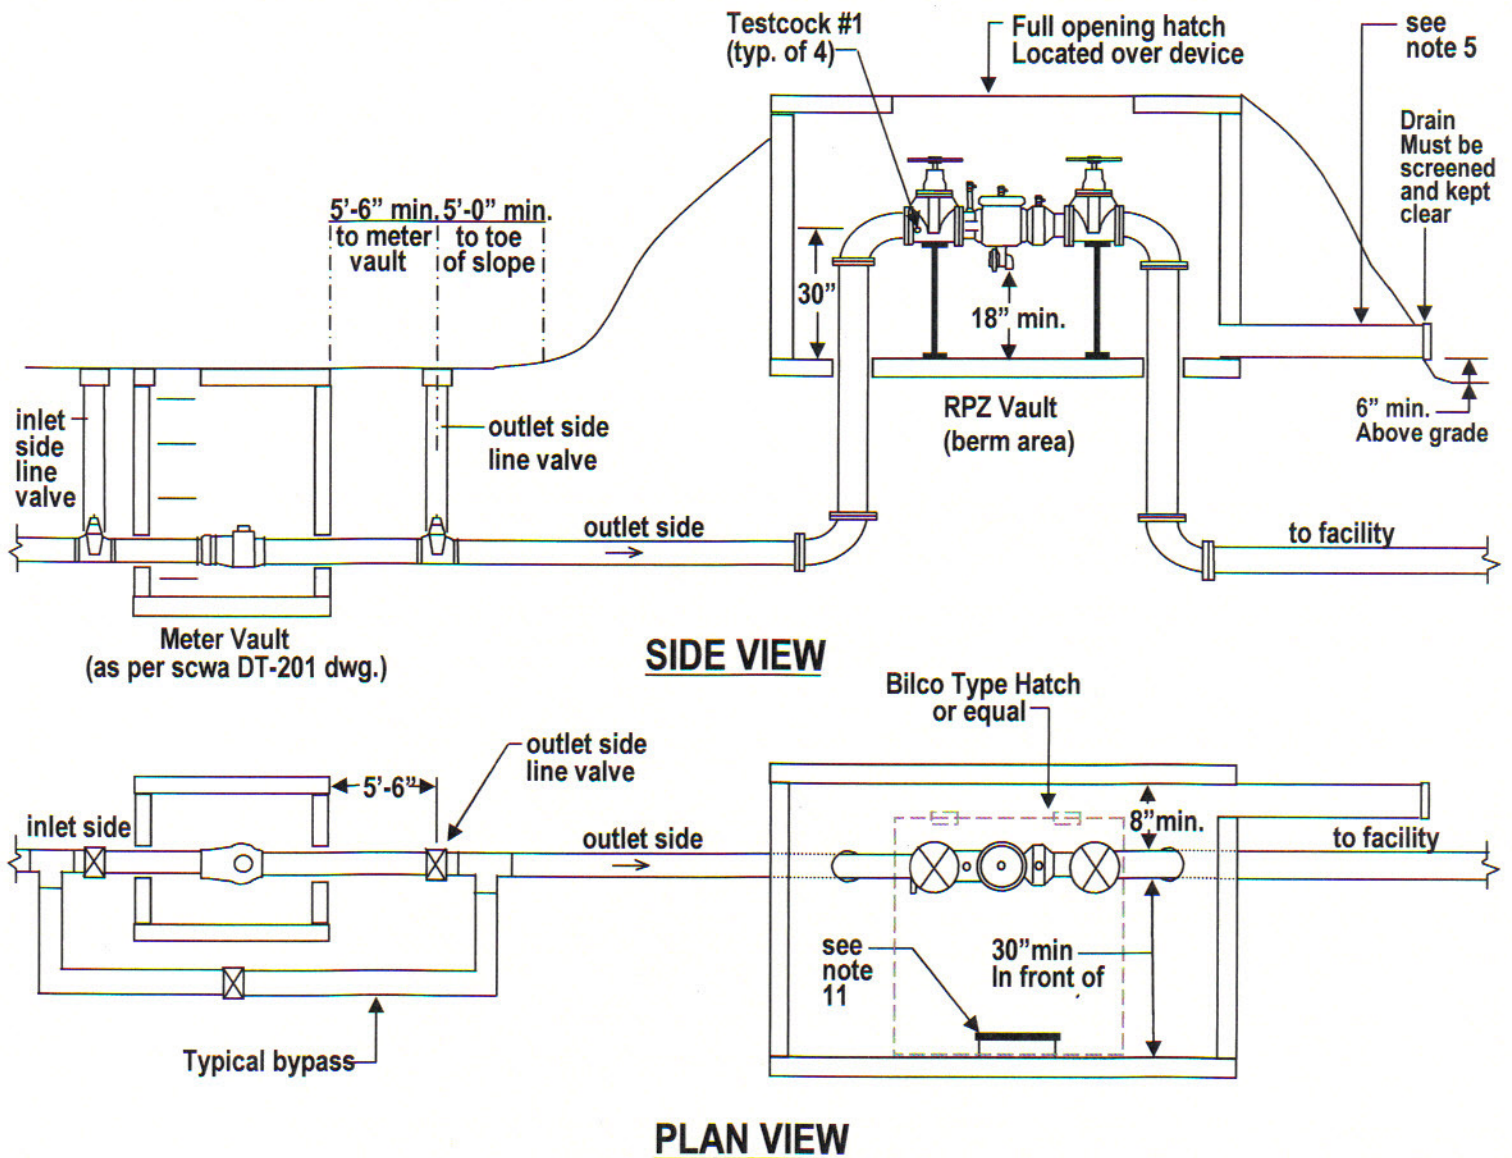 Testcock #1
(typ. of 4)
Full opening hatch
Located over device
see
note 5
Drain
Must be
screened
and kept
clear
5'-6” min.
to meter
vault
5'-0” min.
to toe
of slope
30”
18” min.
inlet
side
line
valve
outlet side
line valve
RPZ Vault
(berm area)
6” min.
Above grade
outlet side
to facility
Meter Vault
(as per scwa DT-201 dwg.)
SIDE VIEW
Bilco Type Hatch
or equal
outlet side
line valve
5'-6”
inlet side
outlet side
8”min.
to facility
see
note
11
30”min
In front of
Typical bypass
PLAN VIEW